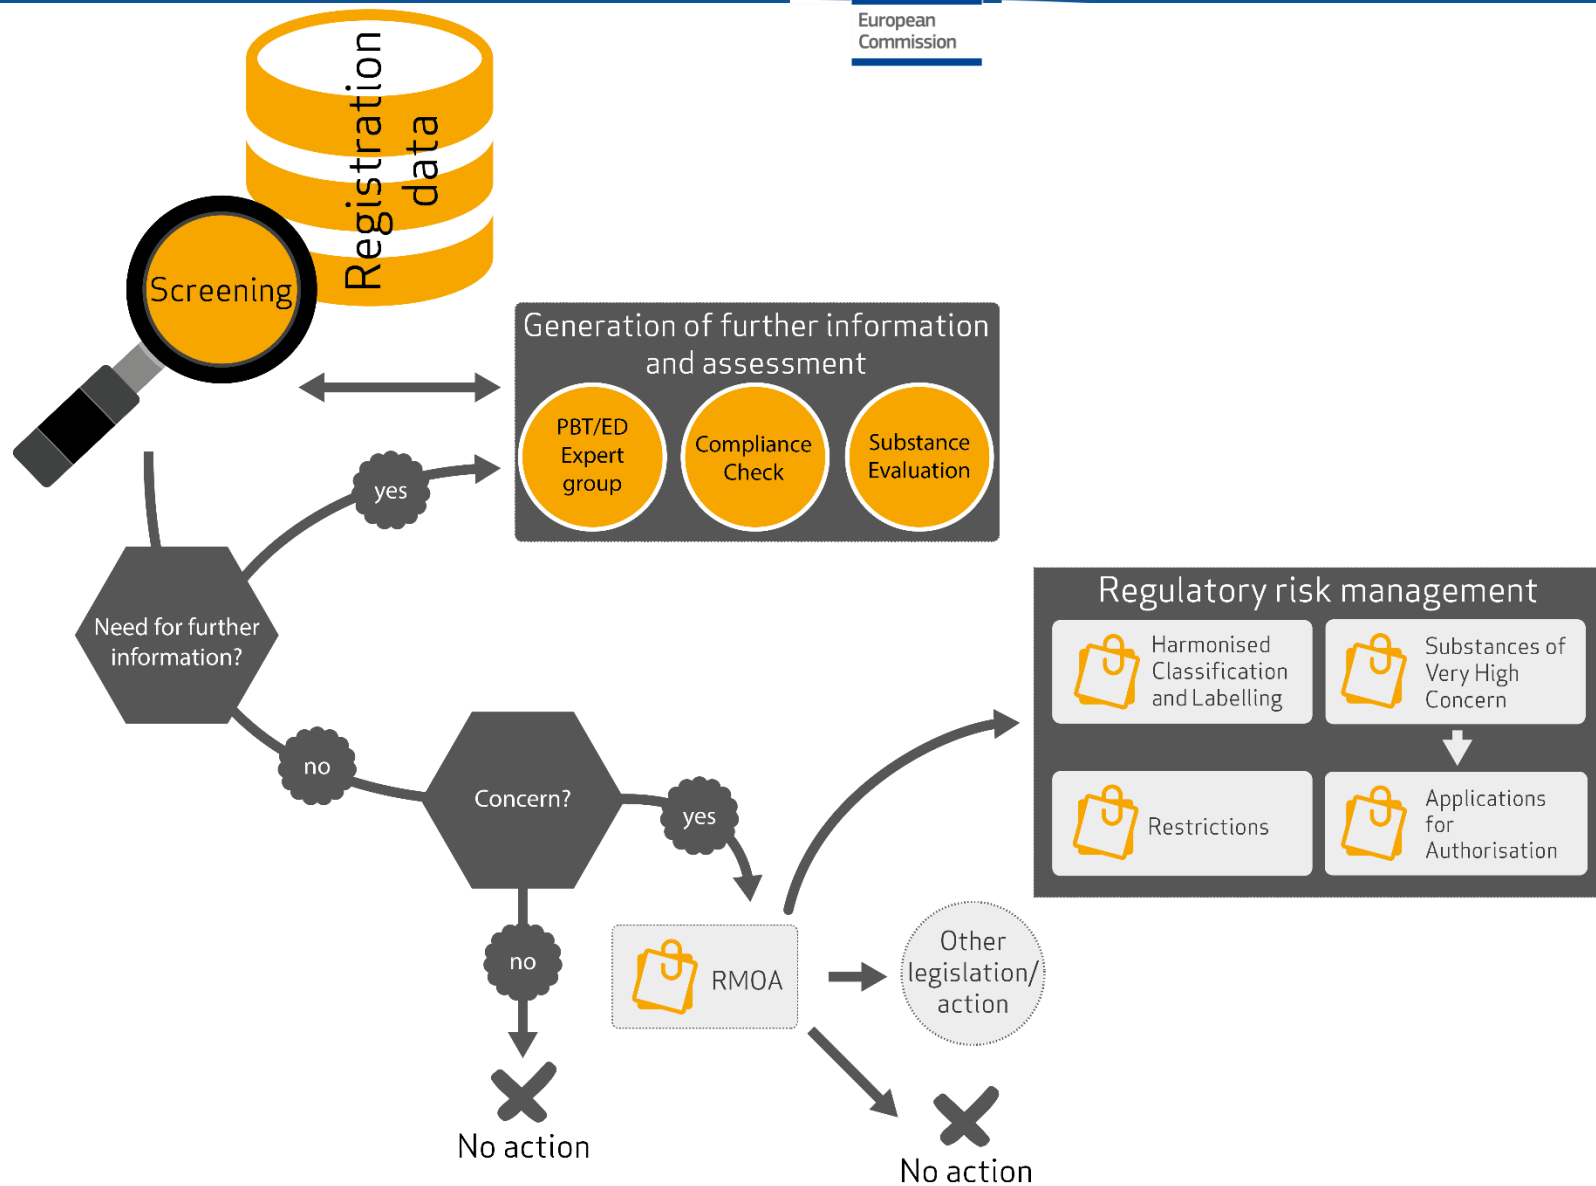 European
Commission
Registration
data
Screening
Generation of further information
and assessment
PBT/ED
Expert
group
Compliance
Check
Substance
Evaluation
yes
Need for further
information?
no
Concern?
yes
no
No action
RMOA
Other
legislation/
action
No action
Regulatory risk management
Harmonised
Classification
and Labelling
Substances of
Very High
Concern
Restrictions
Applications
for
Authorisation